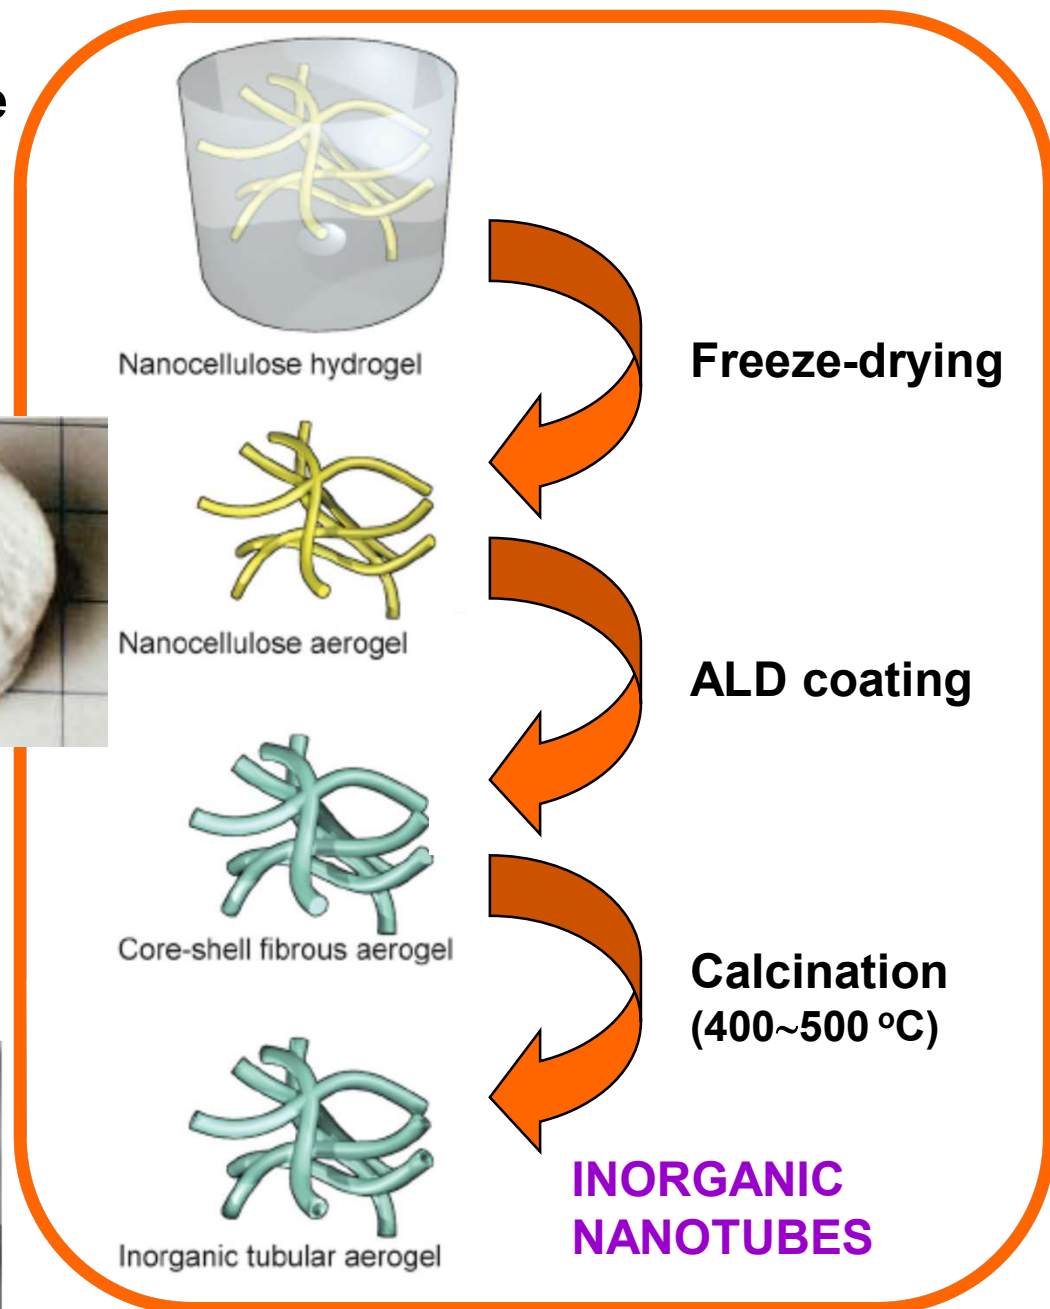 e
Nanocellulose hydrogel
Freeze-drying
Nanocellulose aerogel
ALD coating
Core-shell fibrous aerogel
Calcination
(400~500 ºC)
INORGANIC
NANOTUBES
Inorganic tubular aerogel